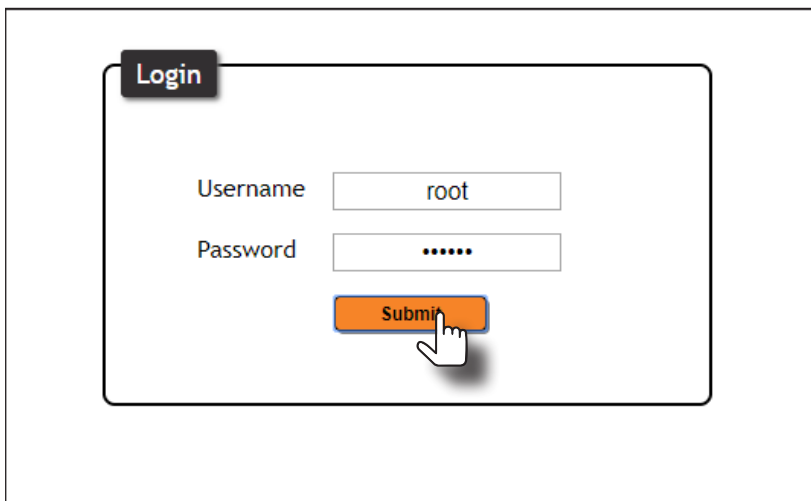 Login
Username root
Password ••••••
Submit